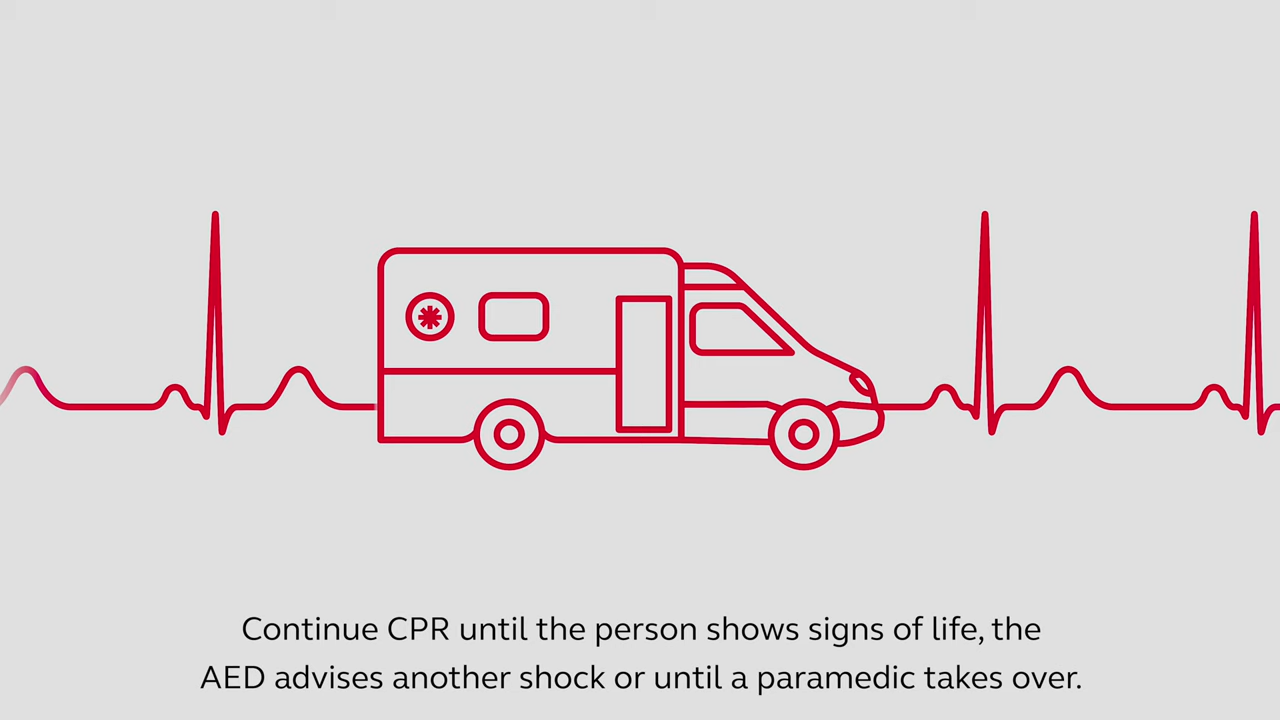 Continue CPR until the person shows signs of life, the
AED advises another shock or until a paramedic takes over.